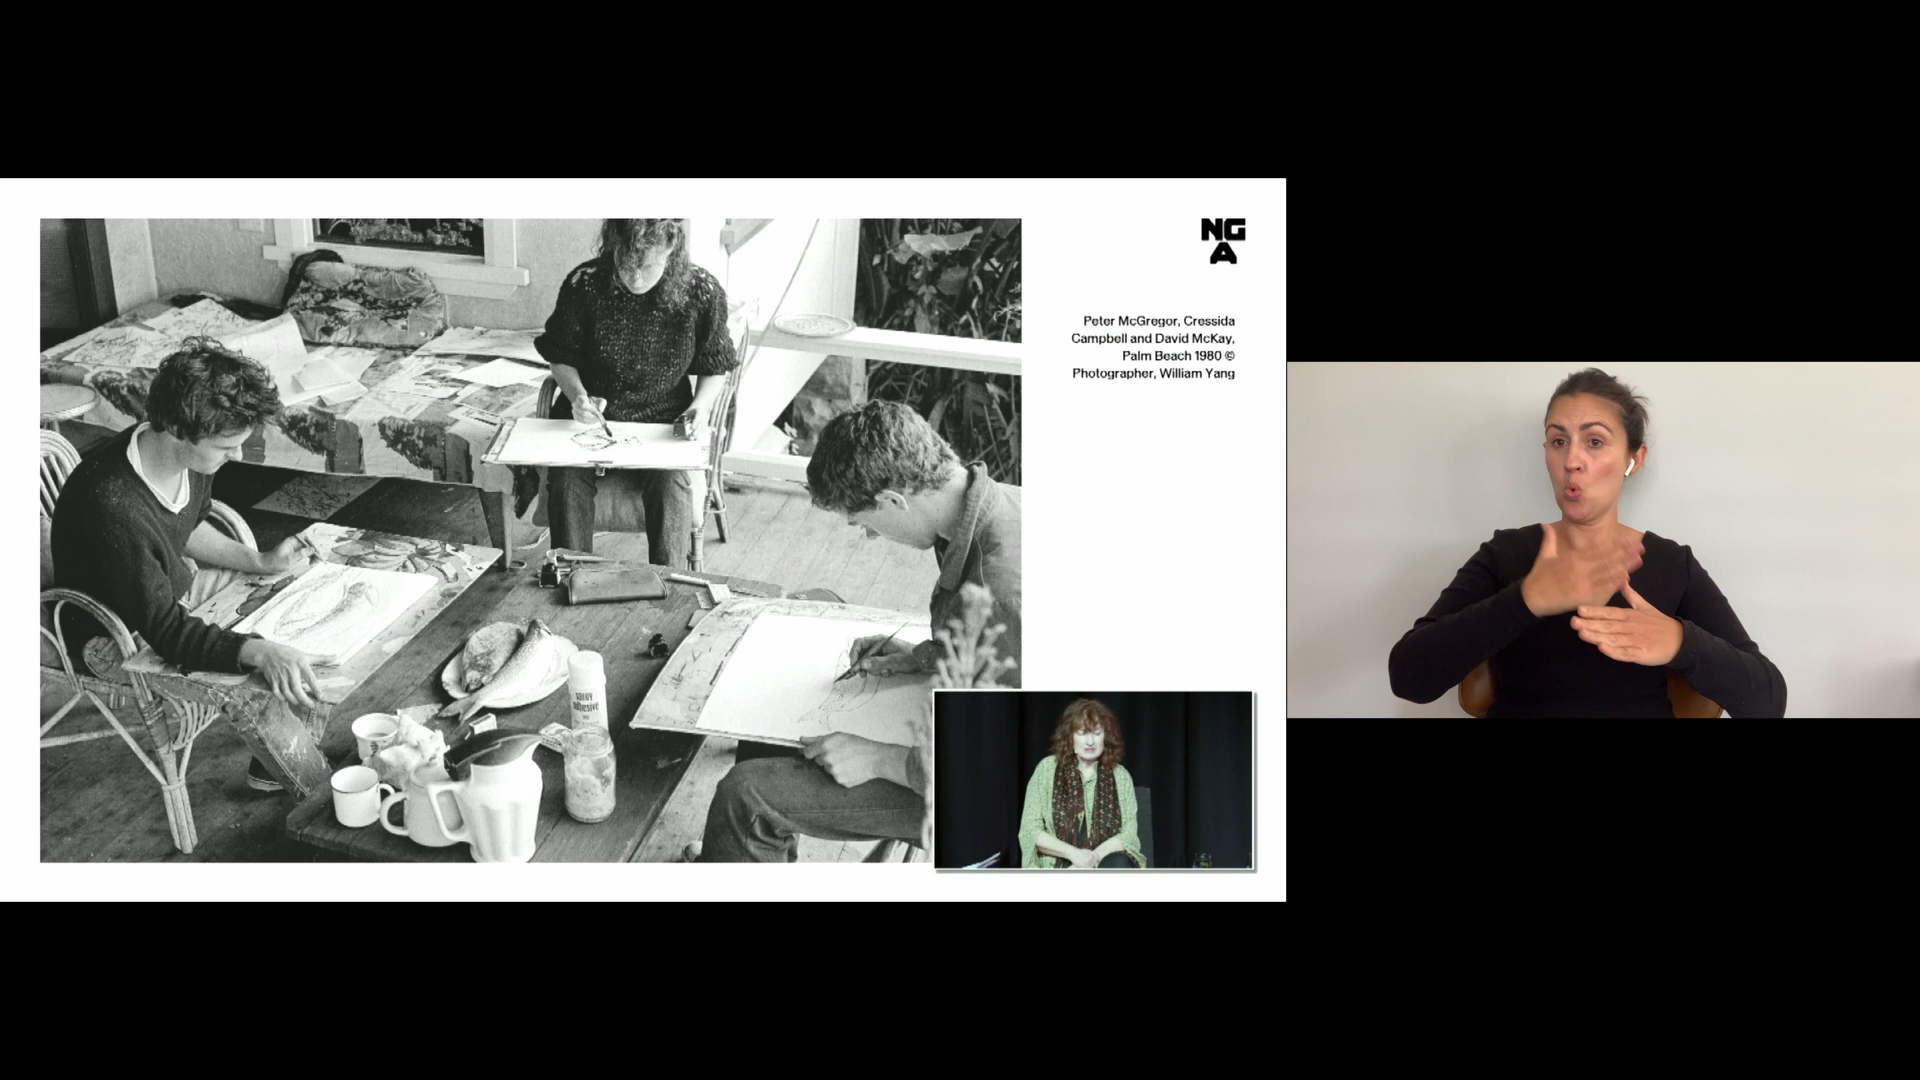 NG
A
Peter McGregor, Cressida
Campbell and David McKay,
Palm Beach 1980 ©
Photographer, William Yang
spray
adhesive